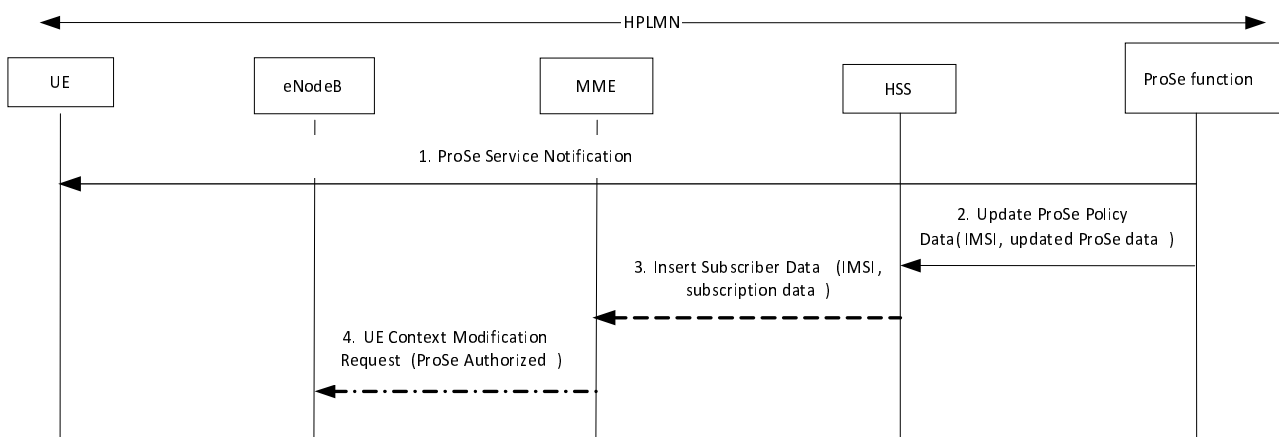 HPLMN
UE
eNodeB
MME
HSS
ProSe function
1. ProSe Service Notification
2. Update ProSe Policy
Data( IMSI, updated ProSe data )
3. Insert Subscriber Data (IMSI,
subscription data )
4. UE Context Modification
Request (ProSe Authorized )